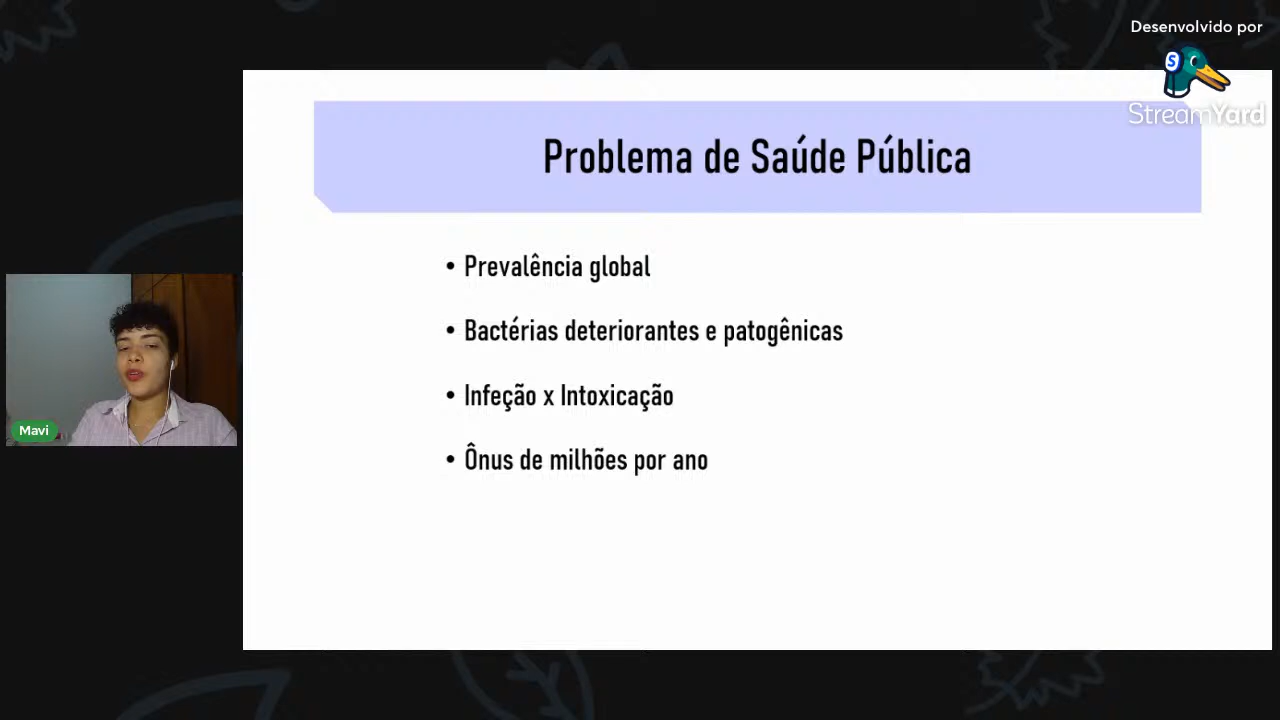 Desenvolvido por
StreamYard
Problema de Saúde Pública
• Prevalência global
• Bactérias deteriorantes e patogênicas
• Infeção x Intoxicação
• Ônus de milhões por ano
Mavi